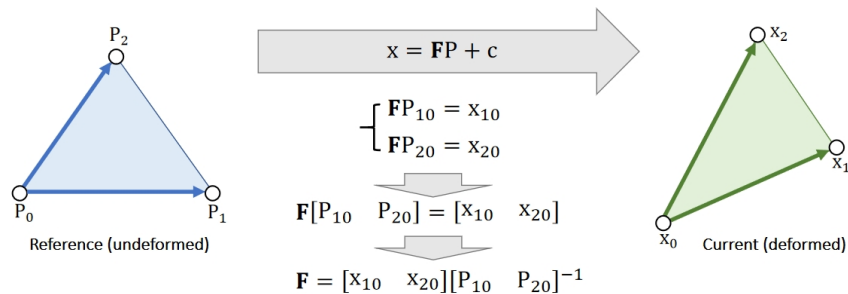 P₂
P₀
P₁
Reference (undeformed)
x = FP + c
FP₁₀ = x₁₀
FP₂₀ = x₂₀
F[P₁₀ P₂₀] = [x₁₀ x₂₀]
F = [x₁₀ x₂₀][P₁₀ P₂₀]⁻¹
x₂
x₁
x₀
Current (deformed)